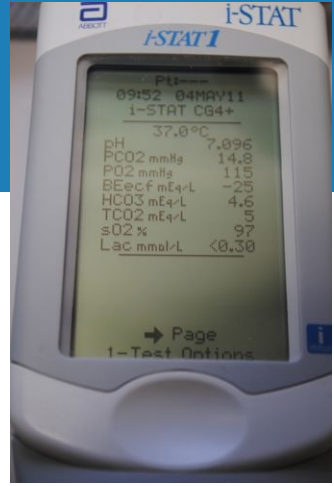 ABBOTT
i-STAT
i-STAT 1
Pt:---
09:52 04MAY11
i-STAT CG4+
37.0°C
pH 7.096
PCO2 mmHg 14.8
PO2 mmHg 115
BEecf mEq/L -25
HCO3 mEq/L 4.6
TCO2 mEq/L 5
sO2 % 97
Lac mmol/L <0.30
→ Page
1-Test Options